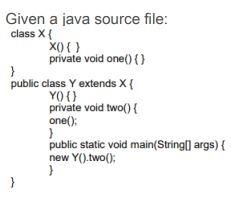 Given a java source file:
class X {
X() { }
private void one() { }
}
public class Y extends X {
Y() { }
private void two() {
one();
}
public static void main(String[] args) {
new Y().two();
}
}